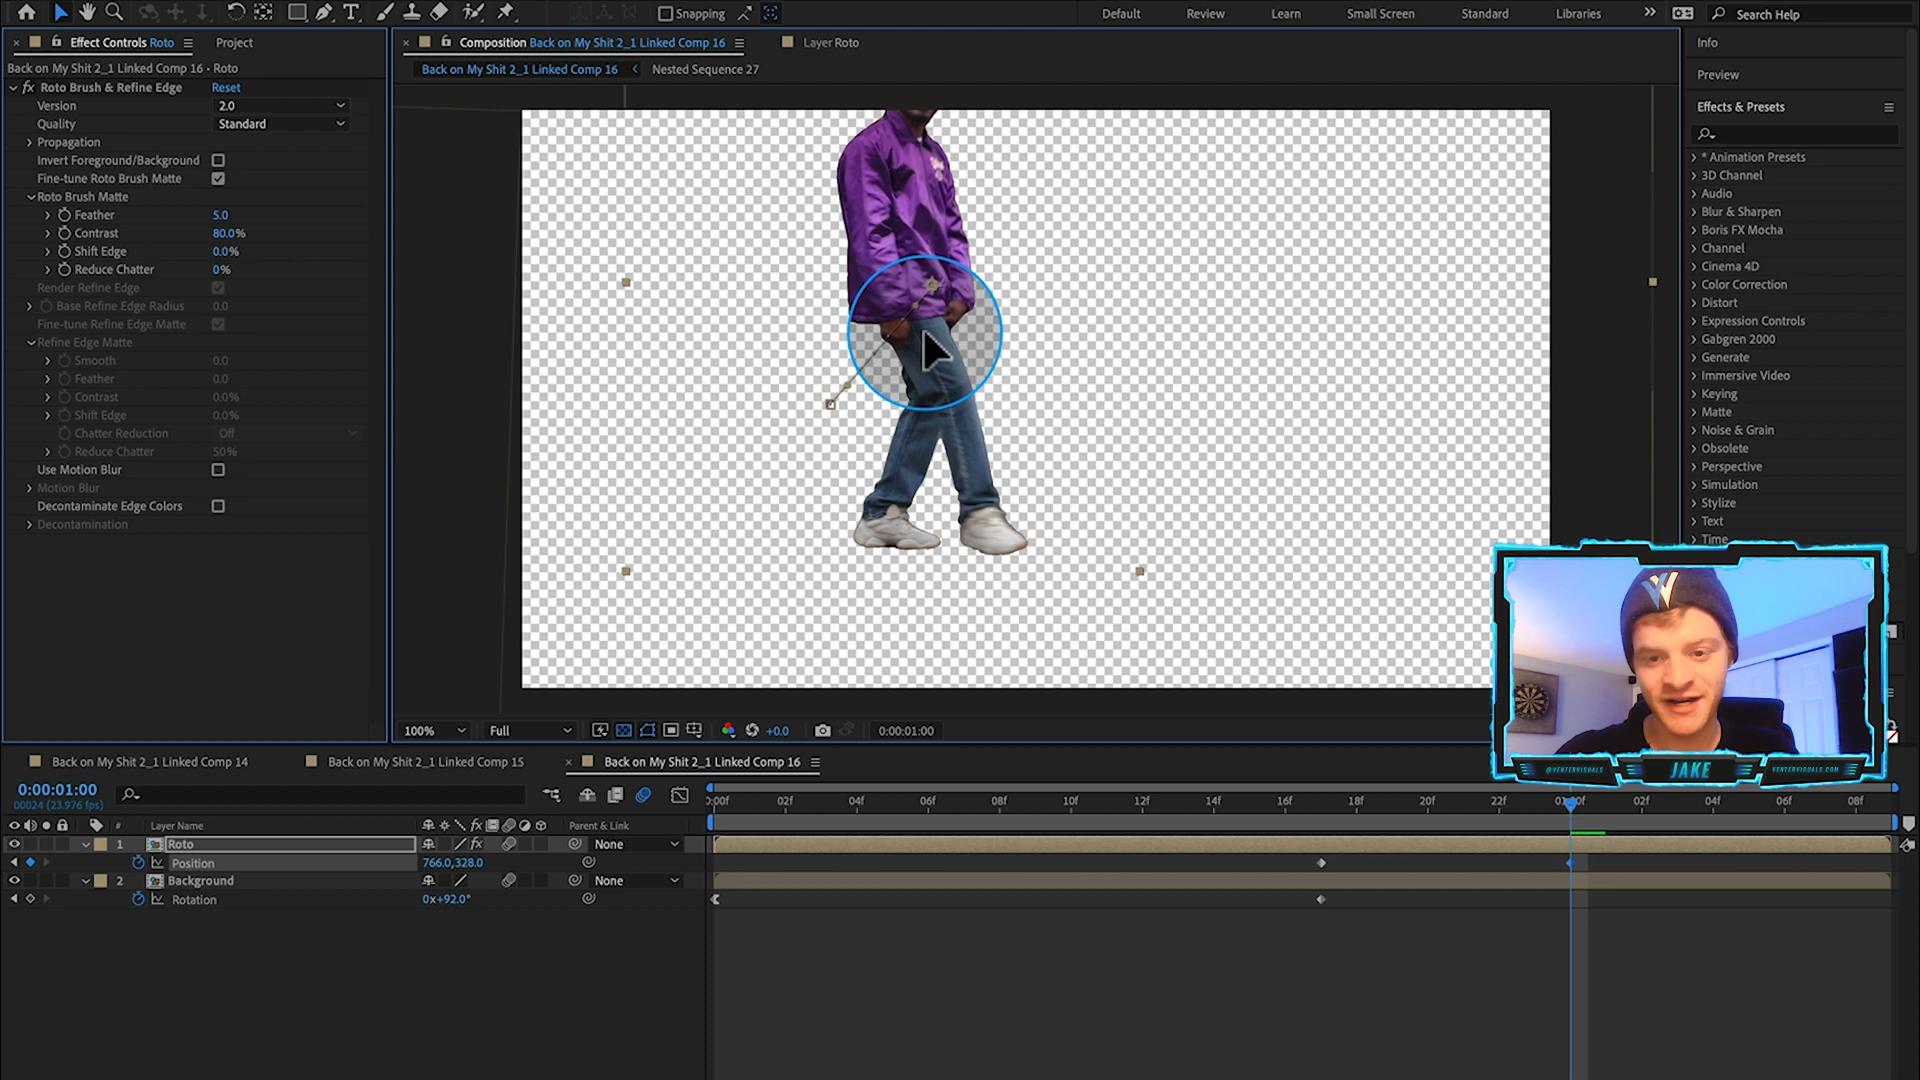 Snapping
Default
Review
Learn
Small Screen
Standard
Libraries
Search Help
Effect Controls Roto
Project
Composition Back on My Shit 2_1 Linked Comp 16
Layer Roto
Info
Back on My Shit 2_1 Linked Comp 16 • Roto
Back on My Shit 2_1 Linked Comp 16
Nested Sequence 27
Preview
fx Roto Brush & Refine Edge
Reset
Version
2.0
Quality
Standard
Propagation
Invert Foreground/Background
Fine-tune Roto Brush Matte
Roto Brush Matte
Feather
5.0
Contrast
80.0%
Shift Edge
0.0%
Reduce Chatter
0%
Render Refine Edge
Base Refine Edge Radius
0.0
Fine-tune Refine Edge Matte
Refine Edge Matte
Smooth
0.0
Feather
0.0
Contrast
0.0%
Shift Edge
0.0%
Chatter Reduction
Off
Reduce Chatter
50%
Use Motion Blur
Motion Blur
Decontaminate Edge Colors
Decontamination
Effects & Presets
* Animation Presets
3D Channel
Audio
Blur & Sharpen
Boris FX Mocha
Channel
Cinema 4D
Color Correction
Distort
Expression Controls
Gabgren 2000
Generate
Immersive Video
Keying
Matte
Noise & Grain
Obsolete
Perspective
Simulation
Stylize
Text
Time
100%
Full
+0.0
0:00:01:00
@VENTERVISUALS
JAKE
VENTERVISUALS.COM
Back on My Shit 2_1 Linked Comp 14
Back on My Shit 2_1 Linked Comp 15
Back on My Shit 2_1 Linked Comp 16
0:00:01:00
00024 (23.976 fps)
0:00f
02f
04f
06f
08f
10f
12f
14f
16f
18f
20f
22f
02f
04f
06f
08f
#
Layer Name
fx
Parent & Link
1
Roto
fx
None
Position
766.0,328.0
2
Background
None
Rotation
0x+92.0°